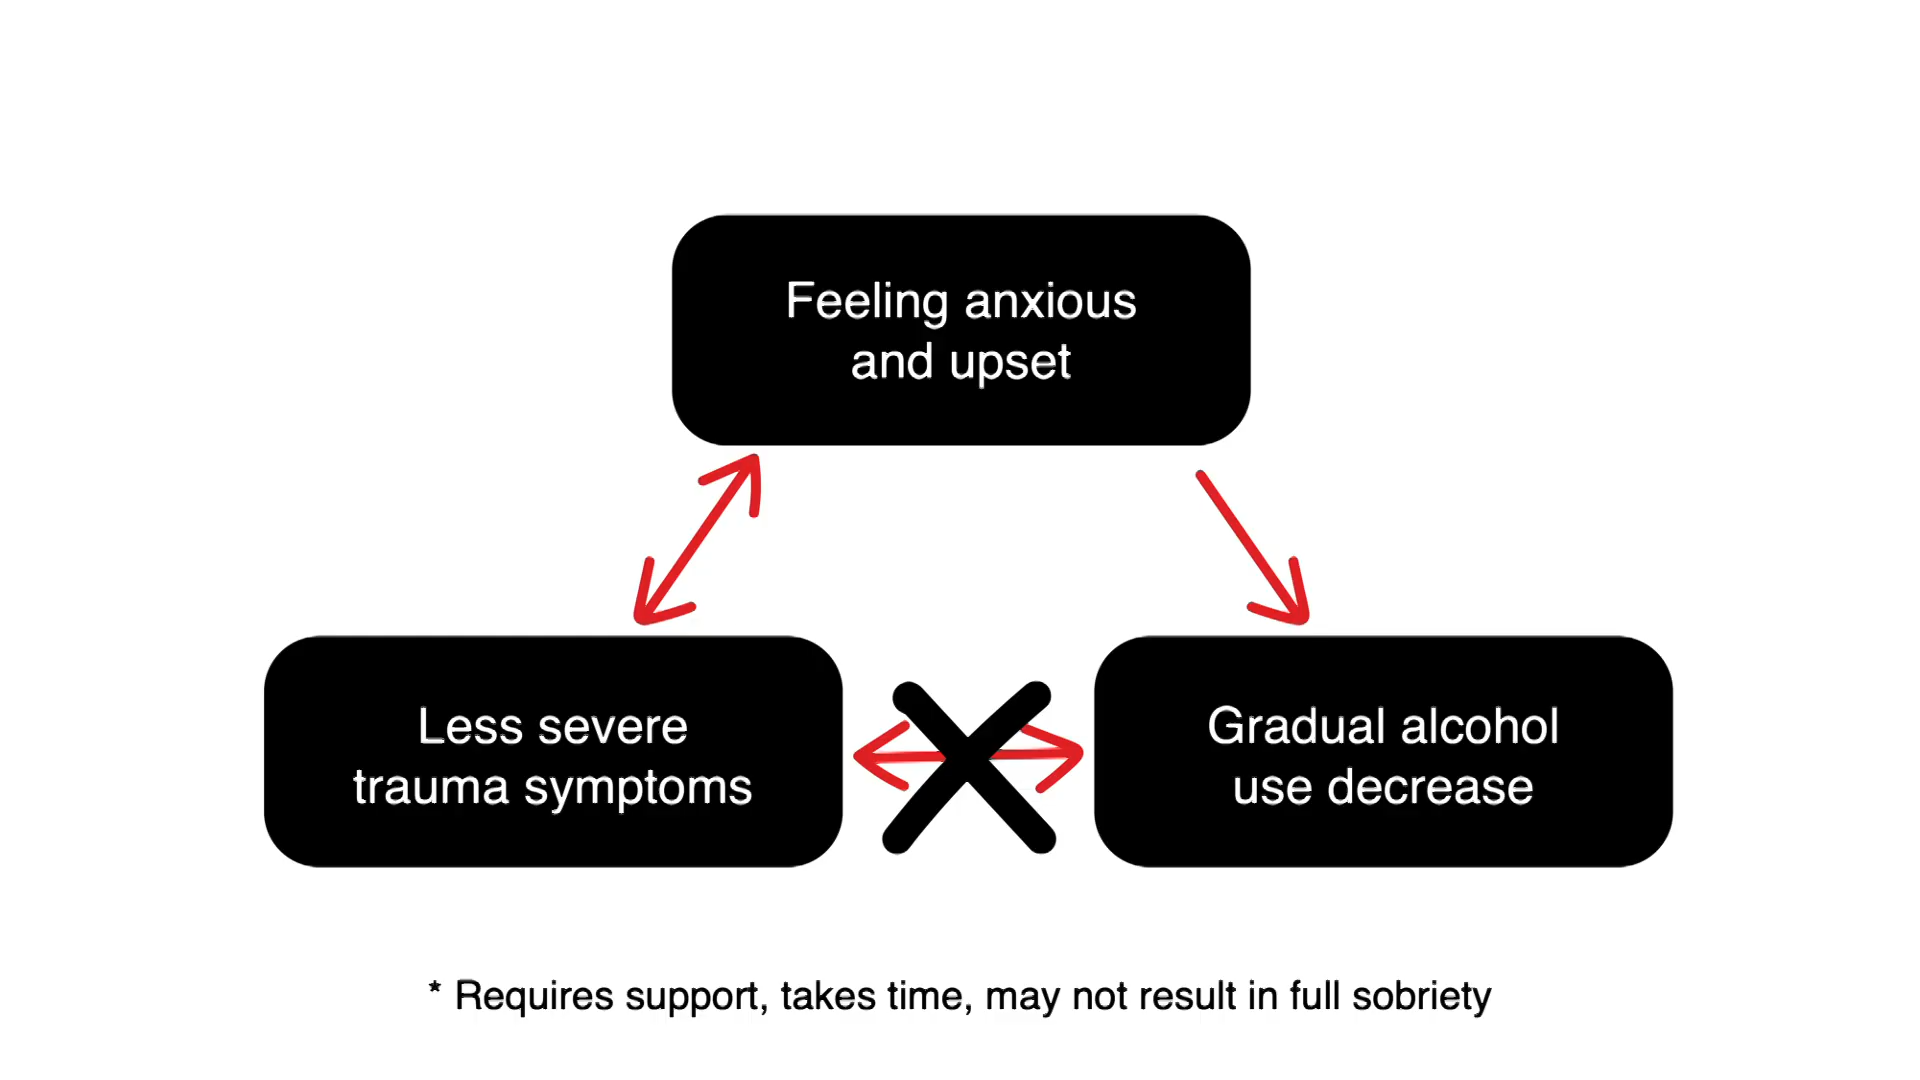 Feeling anxious
and upset
Less severe
trauma symptoms
Gradual alcohol
use decrease
* Requires support, takes time, may not result in full sobriety